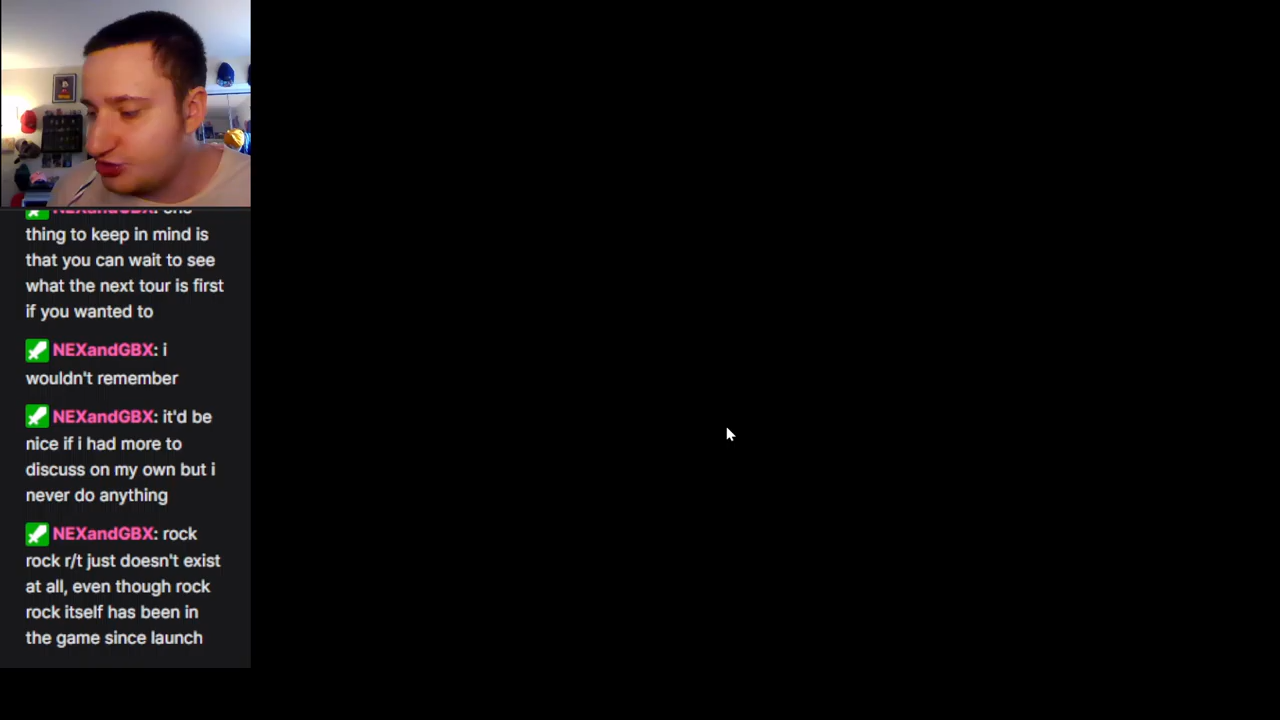 NEXandGBX: one
thing to keep in mind is
that you can wait to see
what the next tour is first
if you wanted to
NEXandGBX: i
wouldn't remember
NEXandGBX: it'd be
nice if i had more to
discuss on my own but i
never do anything
NEXandGBX: rock
rock r/t just doesn't exist
at all, even though rock
rock itself has been in
the game since launch